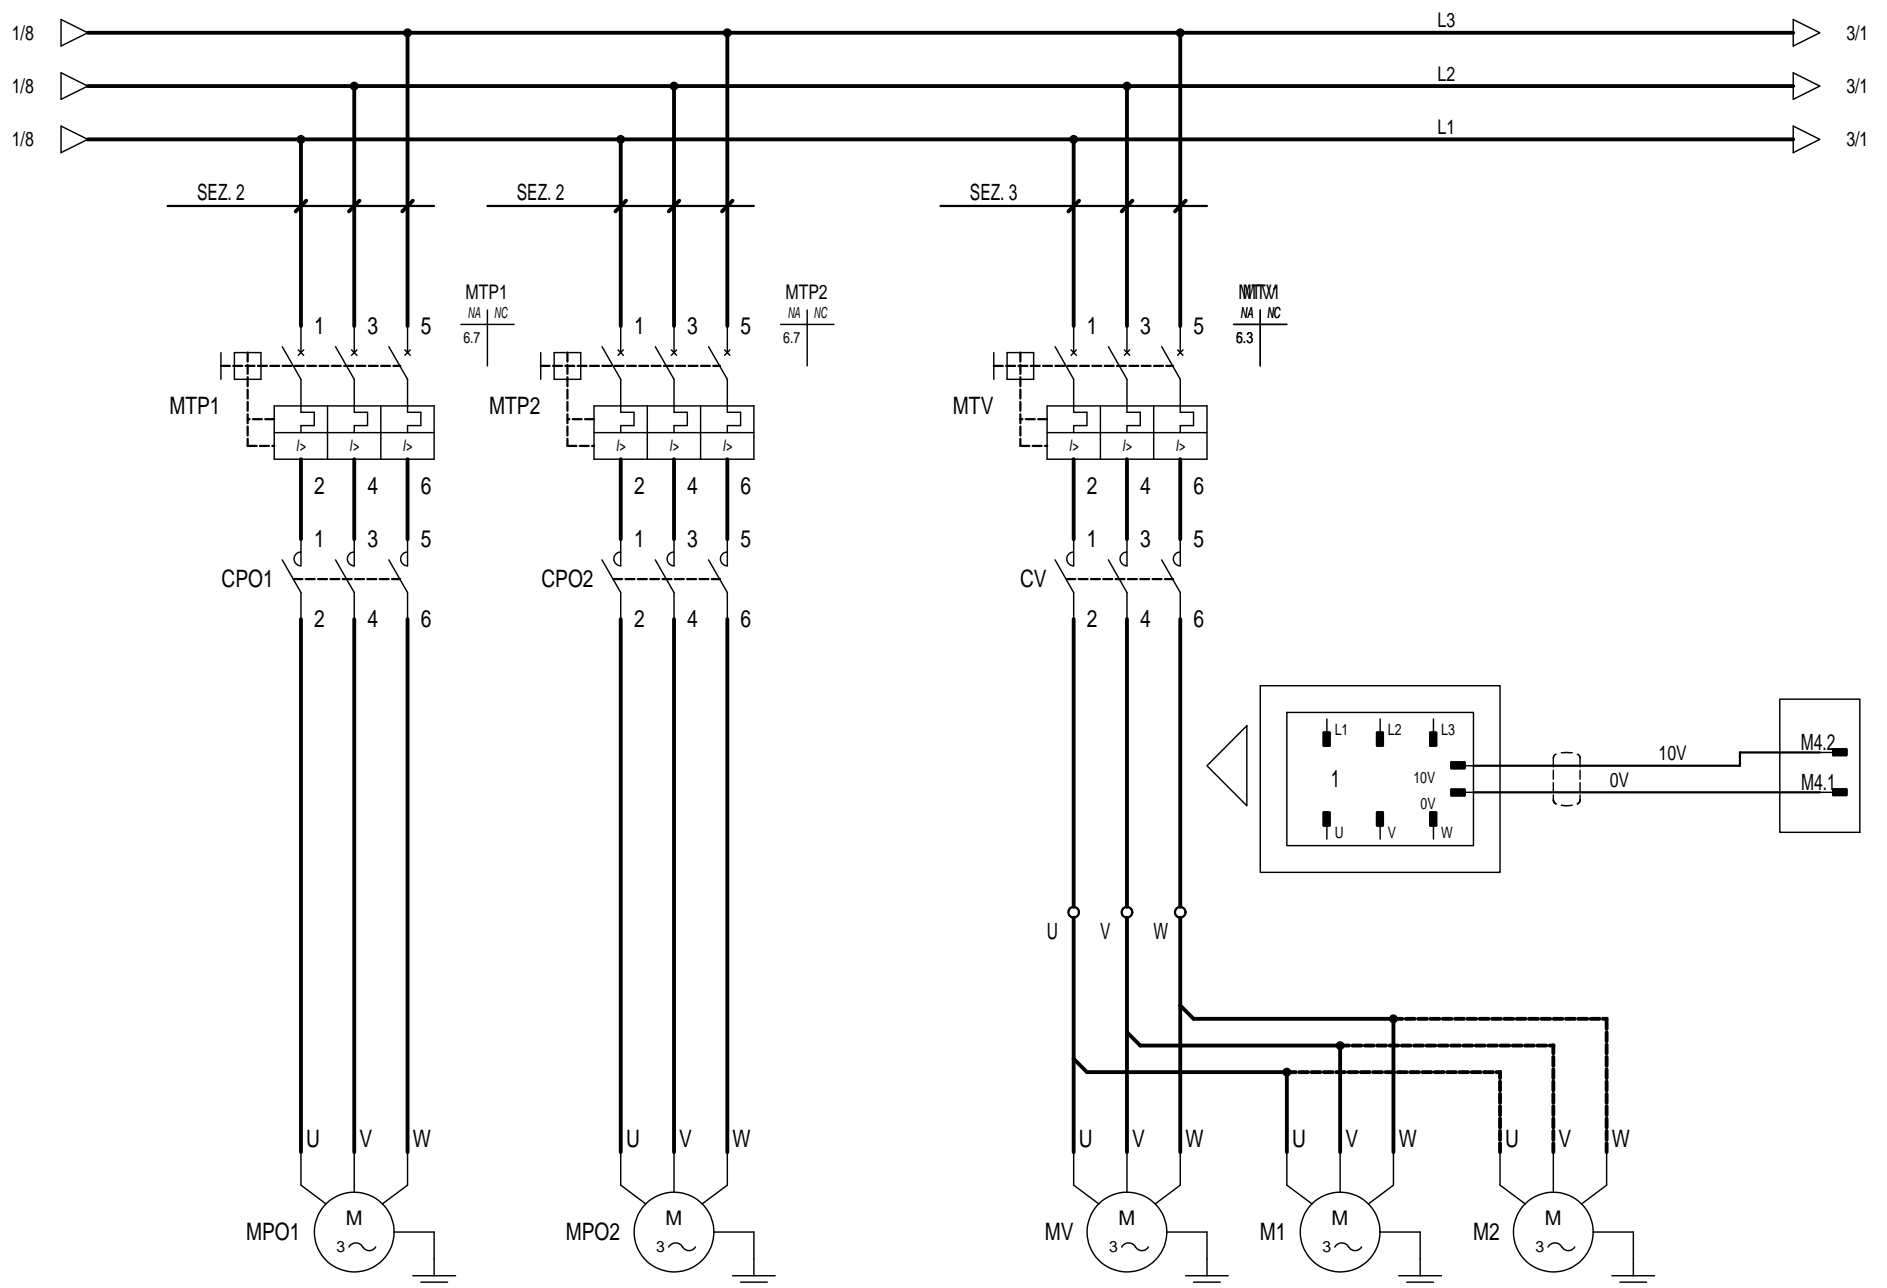 1/8 L3 3/1
1/8 L2 3/1
1/8 L1 3/1
SEZ. 2 SEZ. 2 SEZ. 3
MTP1 MTP2
NA NC NA NC NA NC
1 3 5 6.7 1 3 5 6.7 1 3 5 6.3
MTP1 MTP2 MTV
I> I> I> I> I> I> I> I> I>
2 4 6 2 4 6 2 4 6
1 3 5 1 3 5 1 3 5
CPO1 CPO2 CV
2 4 6 2 4 6 2 4 6
L1 L2 L3
10V M4.2
1 10V 0V M4.1
0V
U V W
U V W
U V W U V W U V W U V W U V W
M M M M M
MPO1 MPO2 MV M1 M2
3 3 3 3 3